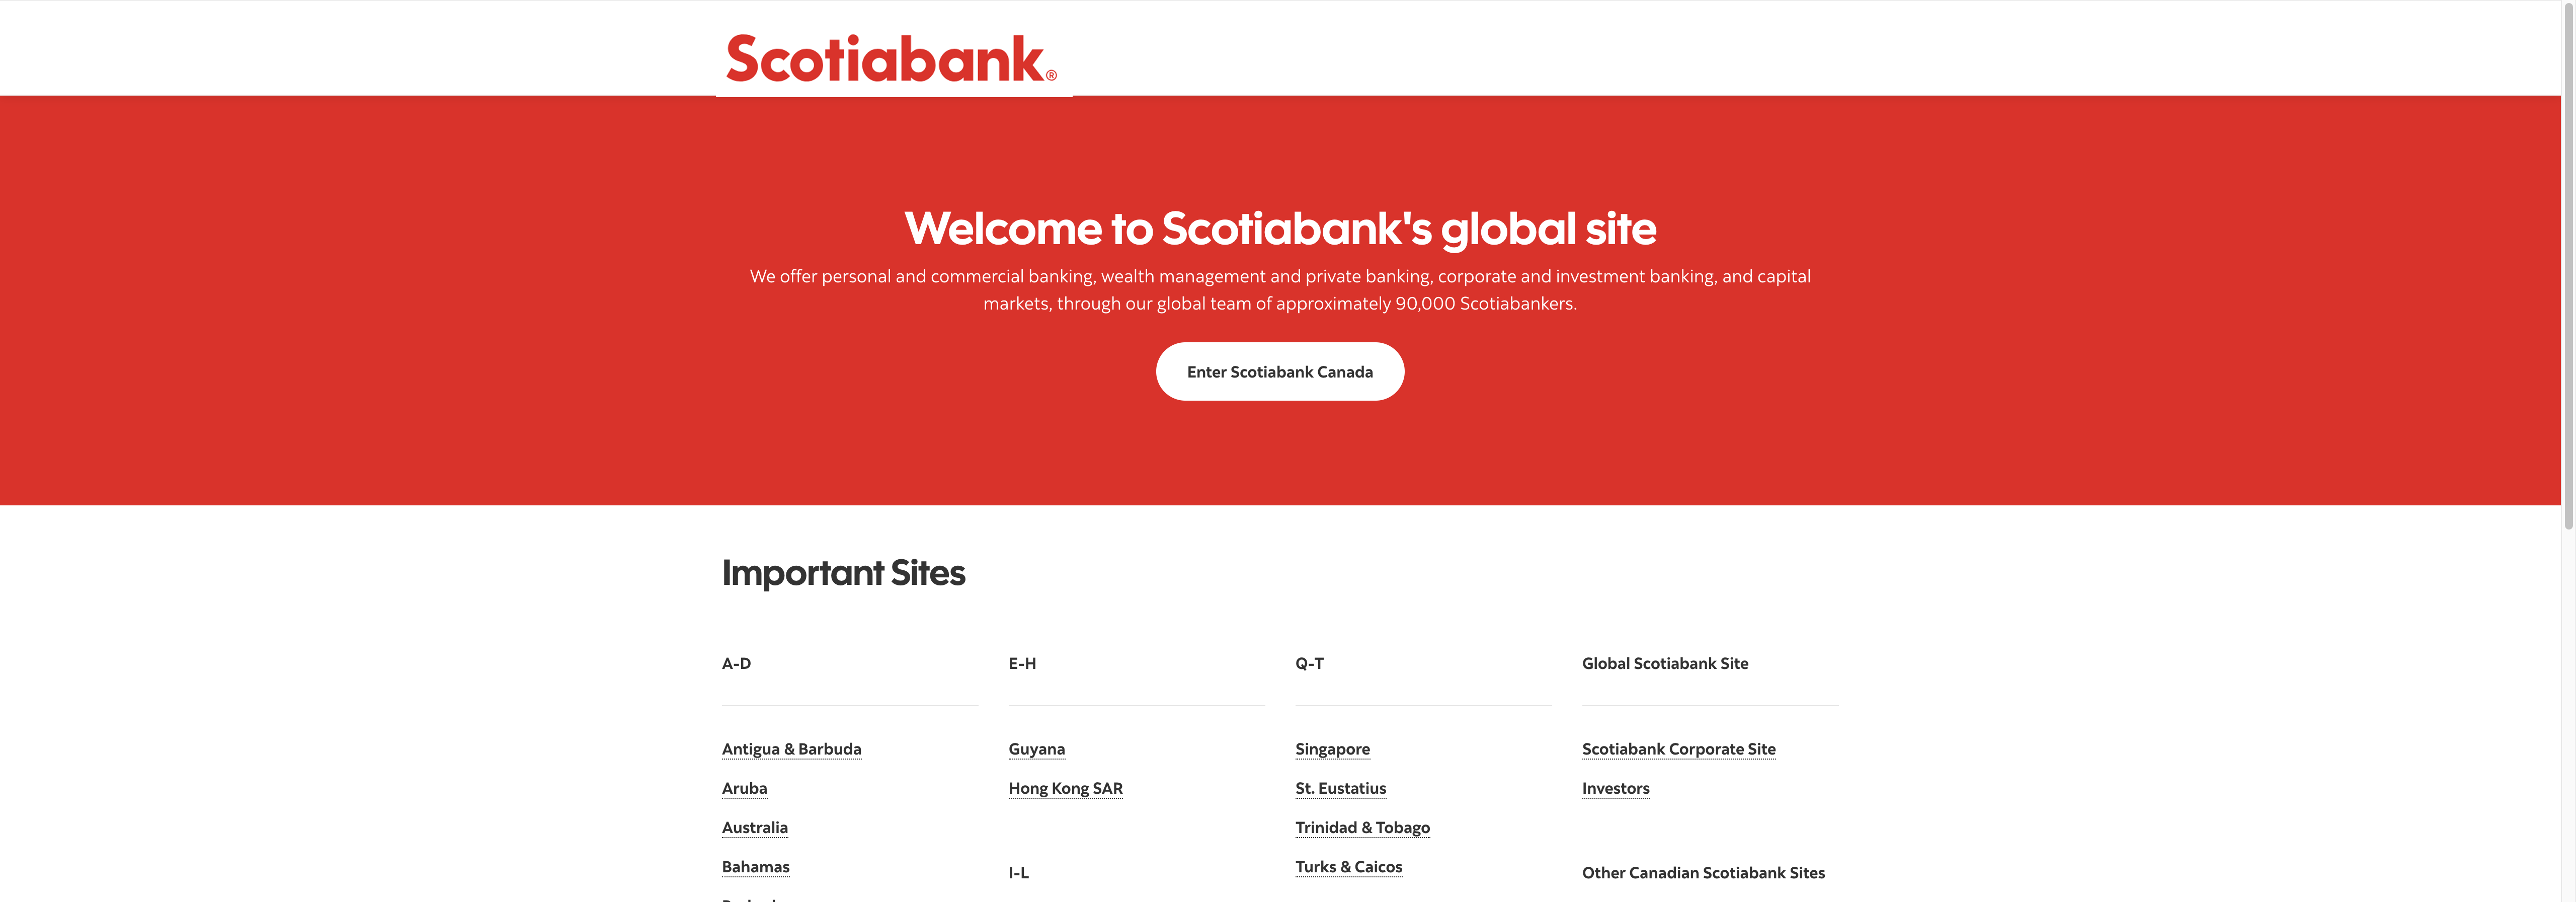 Scotiabank®
Welcome to Scotiabank's global site
We offer personal and commercial banking, wealth management and private banking, corporate and investment banking, and capital
markets, through our global team of approximately 90,000 Scotiabankers.
Enter Scotiabank Canada
Important Sites
A-D
Antigua & Barbuda
Aruba
Australia
Bahamas
E-H
Guyana
Hong Kong SAR
I-L
Q-T
Singapore
St. Eustatius
Trinidad & Tobago
Turks & Caicos
Global Scotiabank Site
Scotiabank Corporate Site
Investors
Other Canadian Scotiabank Sites